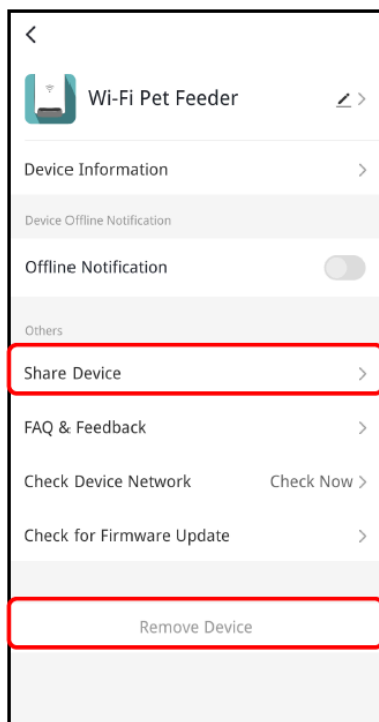 Wi-Fi Pet Feeder
Device Information
Device Offline Notification
Offline Notification
Others
Share Device
FAQ & Feedback
Check Device Network Check Now
Check for Firmware Update
Remove Device